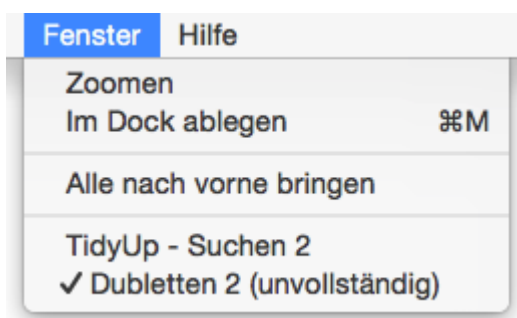 Fenster Hilfe
Zoomen
Im Dock ablegen ⌘M
Alle nach vorne bringen
TidyUp - Suchen 2
✓ Dubletten 2 (unvollständig)